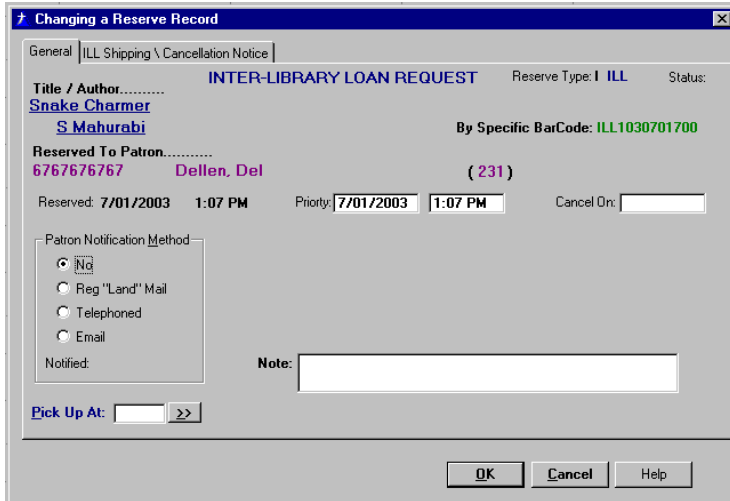 Changing a Reserve Record
General ILL Shipping \ Cancellation Notice
INTER-LIBRARY LOAN REQUEST Reserve Type: I ILL Status:
Title / Author..........
Snake Charmer
S Mahurabi
By Specific BarCode: ILL1030701700
Reserved To Patron...........
6767676767 Dellen, Del ( 231 )
Reserved: 7/01/2003 1:07 PM Priorty: 7/01/2003 1:07 PM Cancel On:
Patron Notification Method
No
Reg "Land" Mail
Telephoned
Email
Notified:
Note:
Pick Up At: >>
OK Cancel Help